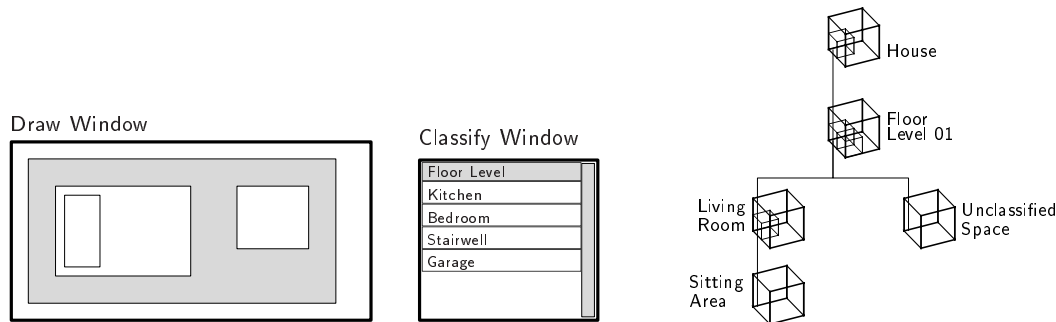 Draw Window
Classify Window
Floor Level
Kitchen
Bedroom
Stairwell
Garage
House
Floor
Level 01
Living
Room
Unclassified
Space
Sitting
Area